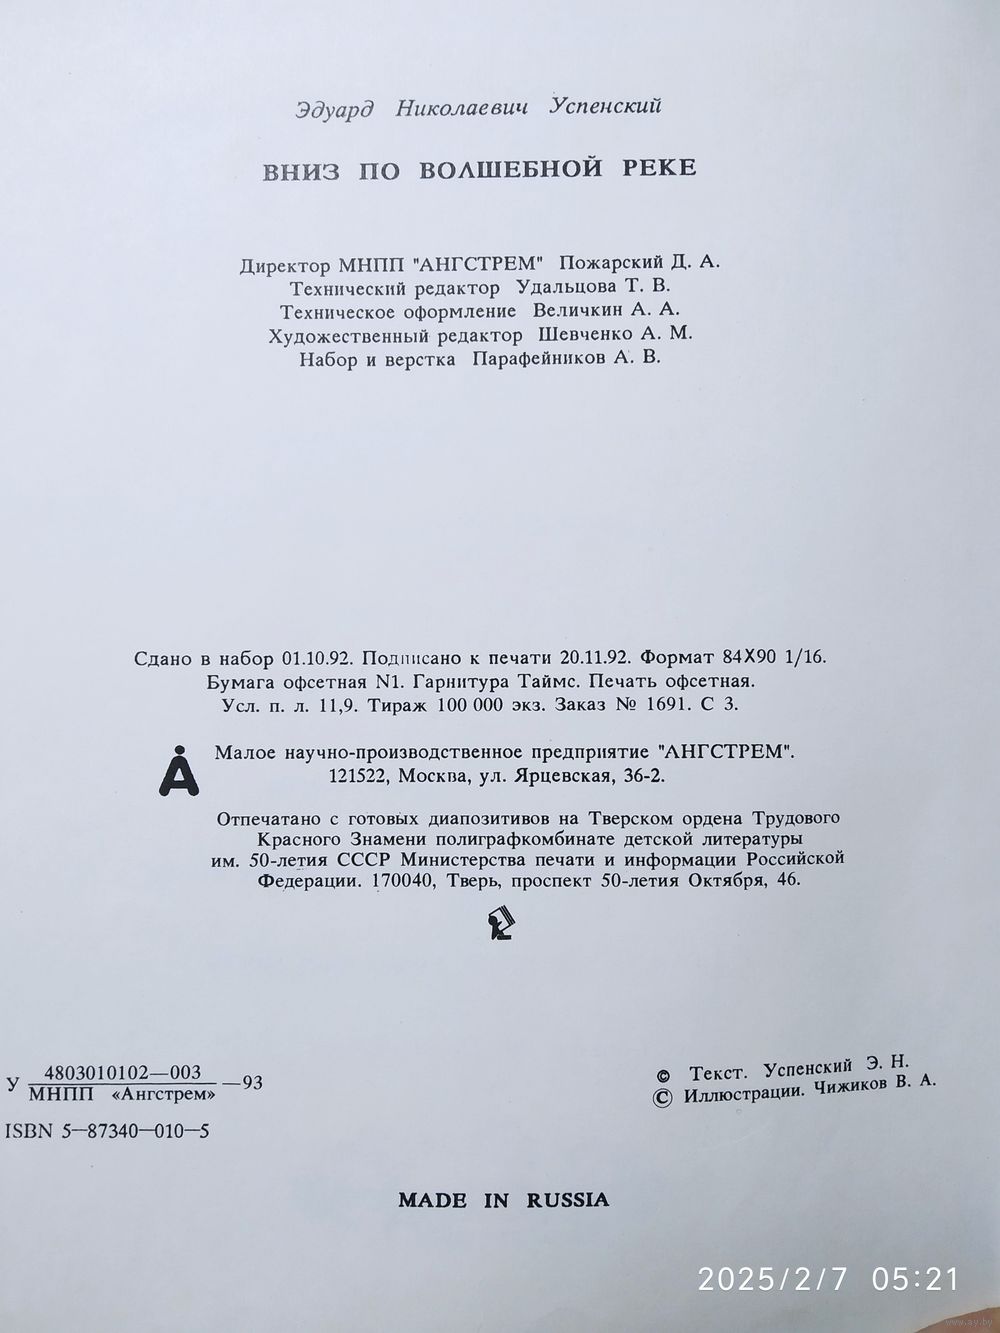 Эдуард Николаевич Успенский
ВНИЗ ПО ВОЛШЕБНОЙ РЕКЕ
Директор МНПП "АНГСТРЕМ" Пожарский Д. А.
Технический редактор Удальцова Т. В.
Техническое оформление Величкин А. А.
Художественный редактор Шевченко А. М.
Набор и верстка Парафейников А. В.
Сдано в набор 01.10.92. Подписано к печати 20.11.92. Формат 84X90 1/16.
Бумага офсетная N1. Гарнитура Таймс. Печать офсетная.
Усл. п. л. 11,9. Тираж 100 000 экз. Заказ № 1691. С 3.
Малое научно-производственное предприятие "АНГСТРЕМ".
121522, Москва, ул. Ярцевская, 36-2.
Отпечатано с готовых диапозитивов на Тверском ордена Трудового
Красного Знамени полиграфкомбинате детской литературы
им. 50-летия СССР Министерства печати и информации Российской
Федерации. 170040, Тверь, проспект 50-летия Октября, 46.
У 4803010102—003 —93
МНПП «Ангстрем»
ISBN 5—87340—010—5
© Текст. Успенский Э. Н.
© Иллюстрации. Чижиков В. А.
MADE IN RUSSIA
2025/2/7 05:21
www.ay.by